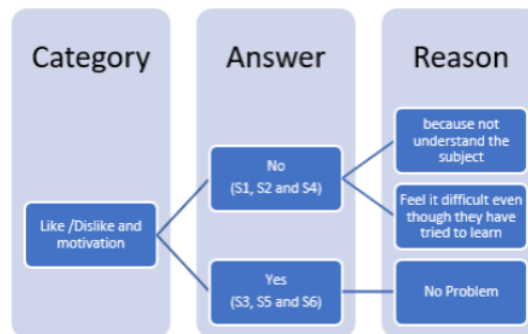 Category
Answer
Reason
Like /Dislike and
motivation
No
(S1, S2 and S4)
Yes
(S3, S5 and S6)
because not
understand the
subject
Feel it difficult even
though they have
tried to learn
No Problem